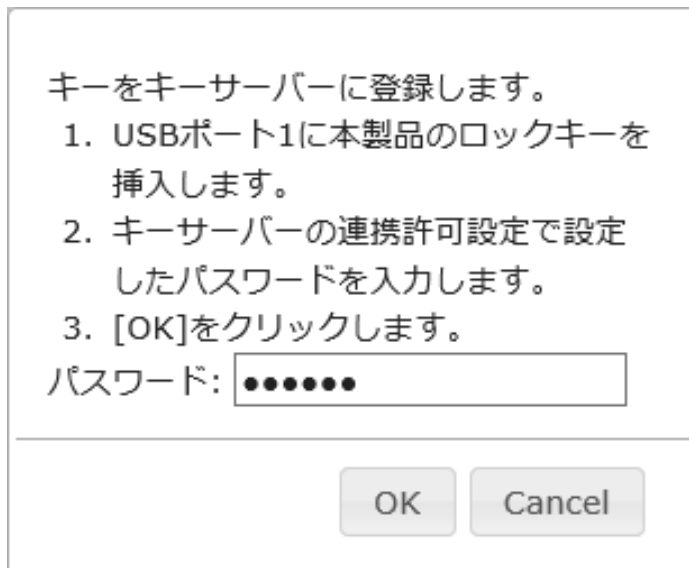 キーをキーサーバーに登録します。
1. USBポート1に本製品のロックキーを
挿入します。
2. キーサーバーの連携許可設定で設定
したパスワードを入力します。
3. [OK]をクリックします。
パスワード: ●●●●●●
OK Cancel